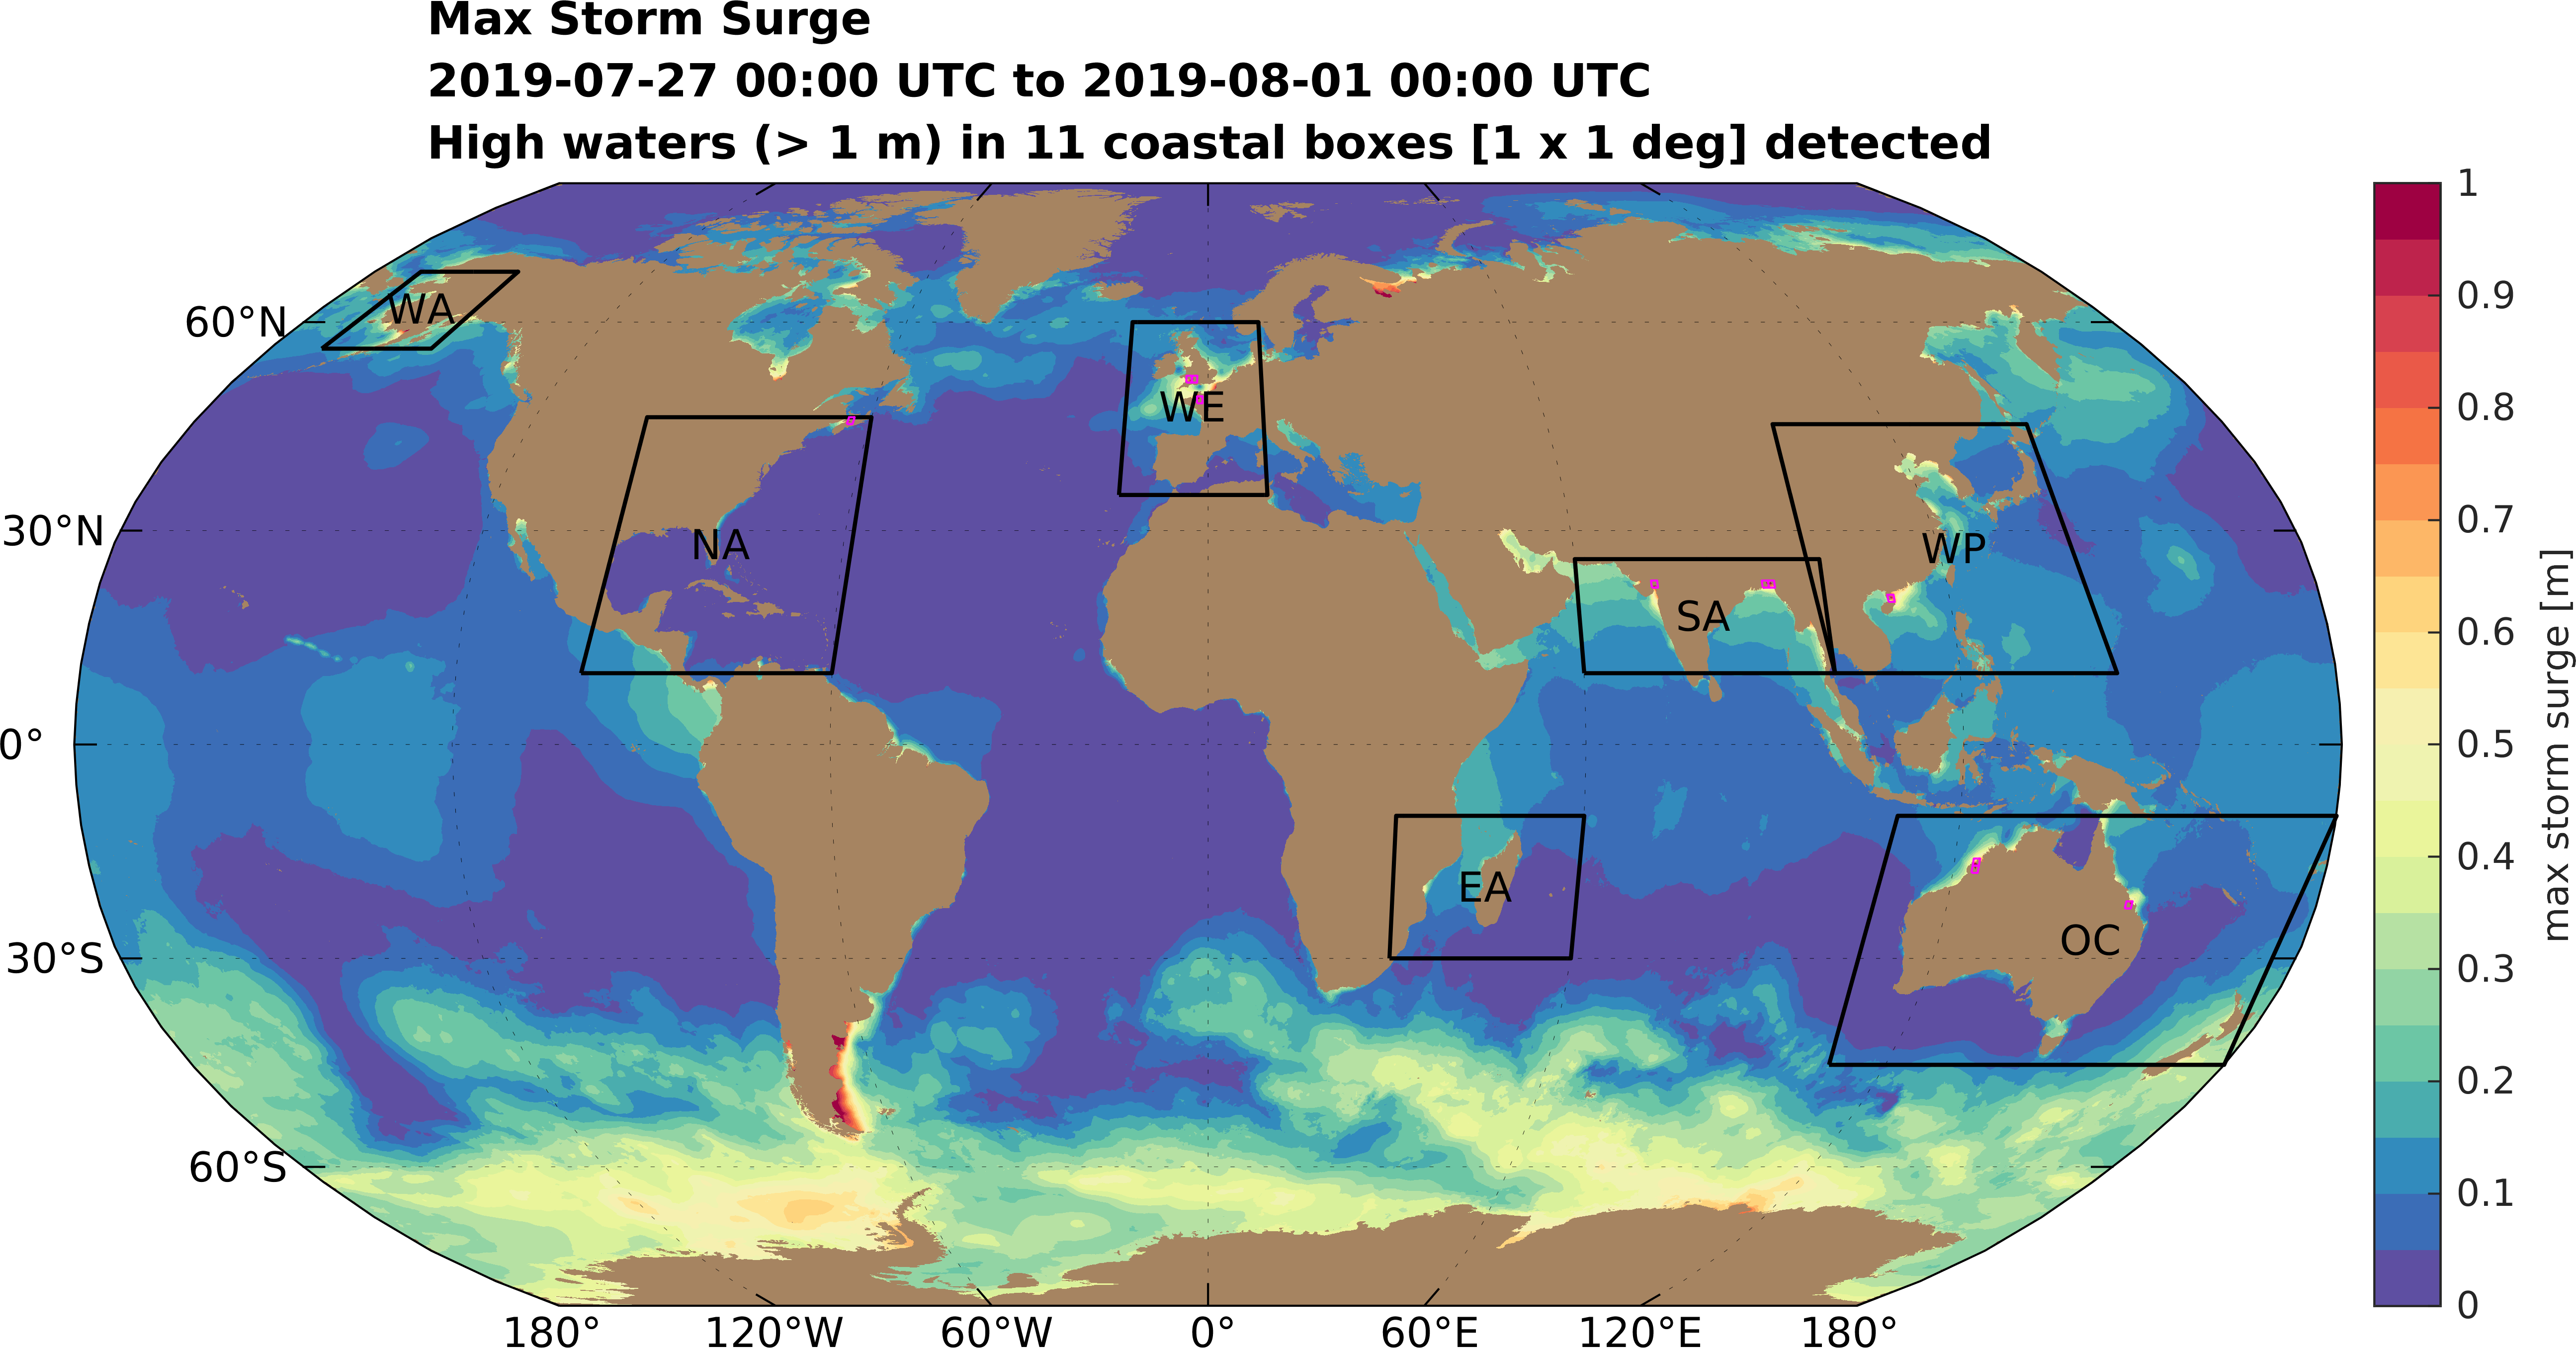 Max Storm Surge
2019-07-27 00:00 UTC to 2019-08-01 00:00 UTC
High waters (> 1 m) in 11 coastal boxes [1 x 1 deg] detected
60°N
30°N
0°
30°S
60°S
WA
NA
WE
SA
WP
EA
OC
180°
120°W
60°W
0°
60°E
120°E
180°
1
0.9
0.8
0.7
0.6
0.5
0.4
0.3
0.2
0.1
0
max storm surge [m]